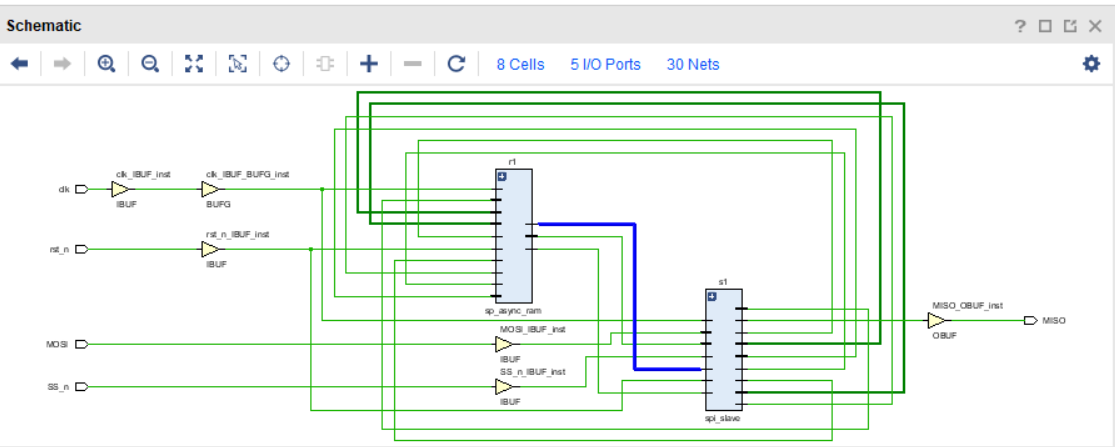 Schematic
8 Cells 5 I/O Ports 30 Nets
r1
clk_IBUF_inst clk_IBUF_BUFG_inst
clk
IBUF BUFG
rst_n_IBUF_inst
rst_n
IBUF
s1
sp_async_ram
MISO_OBUF_inst
MOSI_IBUF_inst
MISO
OBUF
MOSI
IBUF
SS_n_IBUF_inst
SS_n
IBUF
spi_slave